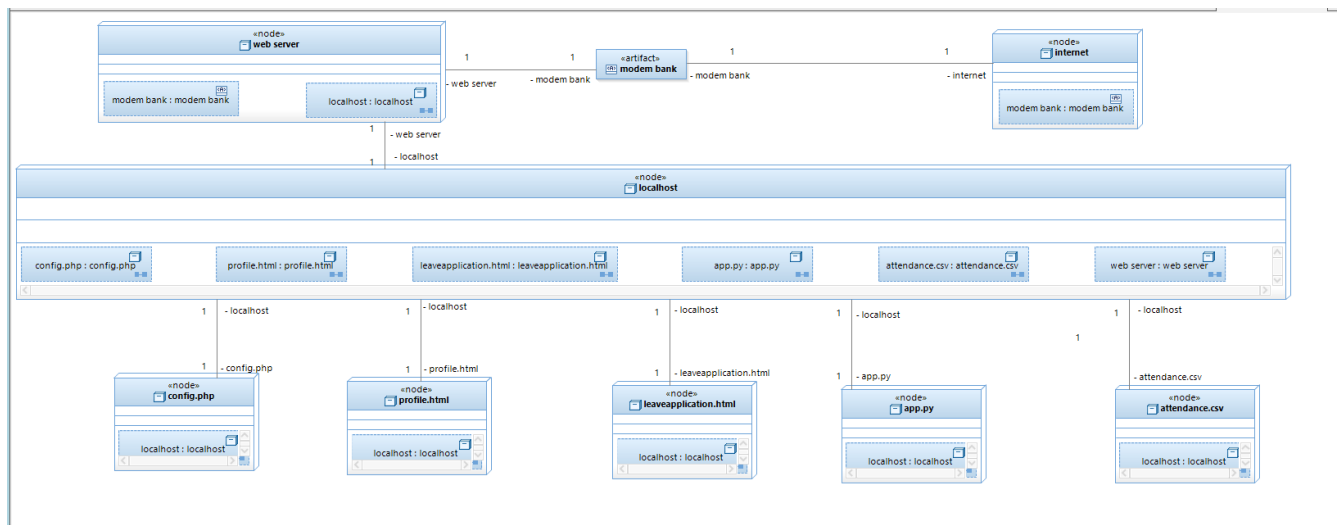 «node»
web server
modem bank : modem bank
localhost : localhost
1
- web server
1
- modem bank
«artifact»
modem bank
1
- modem bank
1
- internet
«node»
internet
modem bank : modem bank
1
- web server
1
- localhost
«node»
localhost
config.php : config.php
profile.html : profile.html
leaveapplication.html : leaveapplication.html
app.py : app.py
attendance.csv : attendance.csv
web server : web server
1
- localhost
1
- localhost
1
- localhost
1
- localhost
1
- localhost
1
- config.php
1
- profile.html
1
- leaveapplication.html
1
- app.py
1
- attendance.csv
«node»
config.php
localhost : localhost
«node»
profile.html
localhost : localhost
«node»
leaveapplication.html
localhost : localhost
«node»
app.py
localhost : localhost
«node»
attendance.csv
localhost : localhost